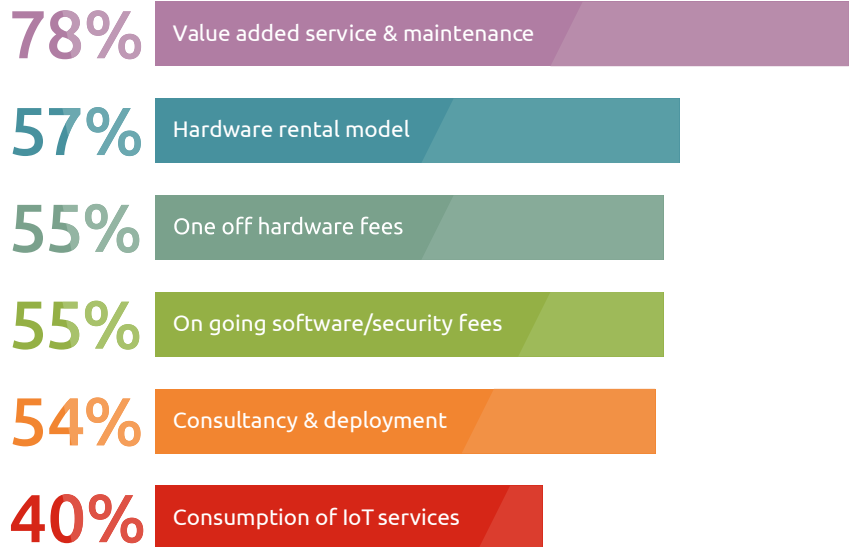 78% Value added service & maintenance
57% Hardware rental model
55% One off hardware fees
55% On going software/security fees
54% Consultancy & deployment
40% Consumption of IoT services